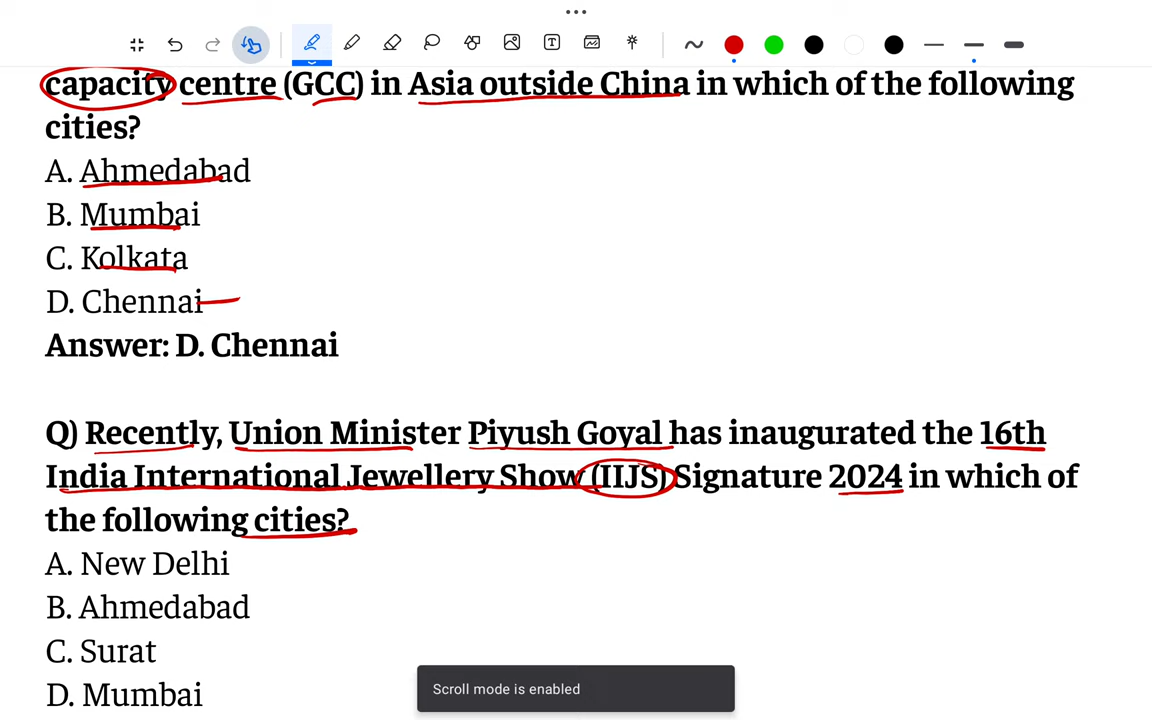 capacity centre (GCC) in Asia outside China in which of the following
cities?
A. Ahmedabad
B. Mumbai
C. Kolkata
D. Chennai
Answer: D. Chennai
Q) Recently, Union Minister Piyush Goyal has inaugurated the 16th
India International Jewellery Show (IIJS) Signature 2024 in which of
the following cities?
A. New Delhi
B. Ahmedabad
C. Surat
D. Mumbai
Scroll mode is enabled